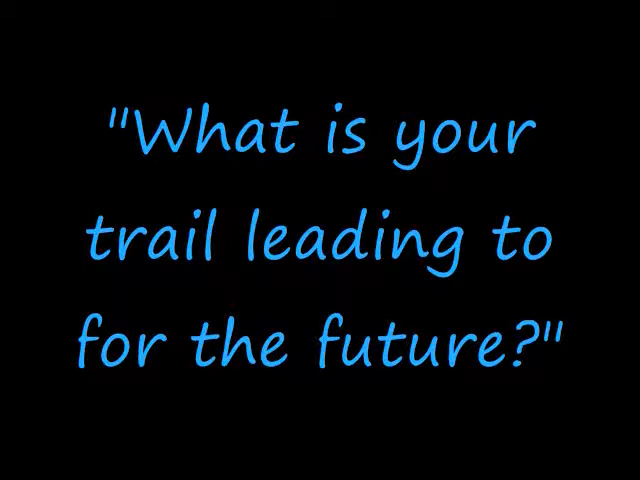 "What is your
trail leading to
for the future?"